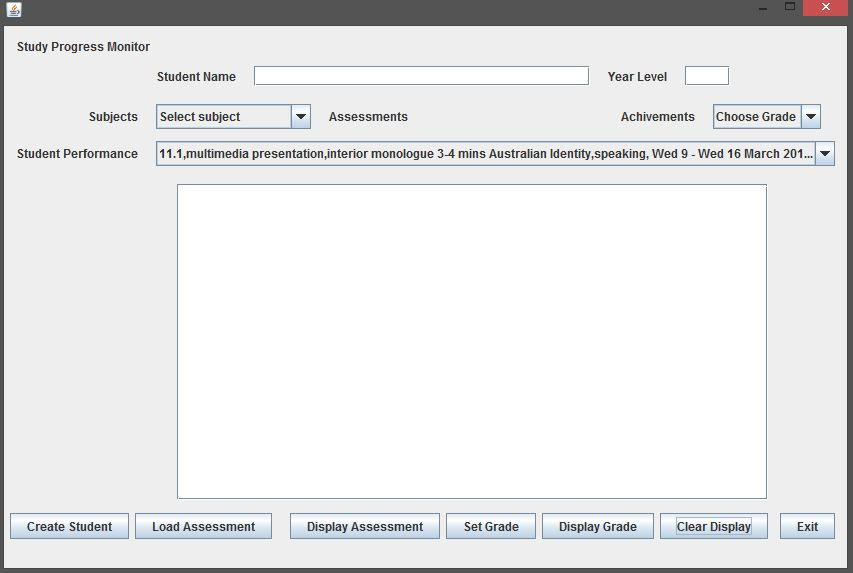 Study Progress Monitor
Student Name Year Level
Subjects Select subject Assessments Achivements Choose Grade
Student Performance 11.1,multimedia presentation,interior monologue 3-4 mins Australian Identity,speaking, Wed 9 - Wed 16 March 201...
Create Student Load Assessment Display Assessment Set Grade Display Grade Clear Display Exit